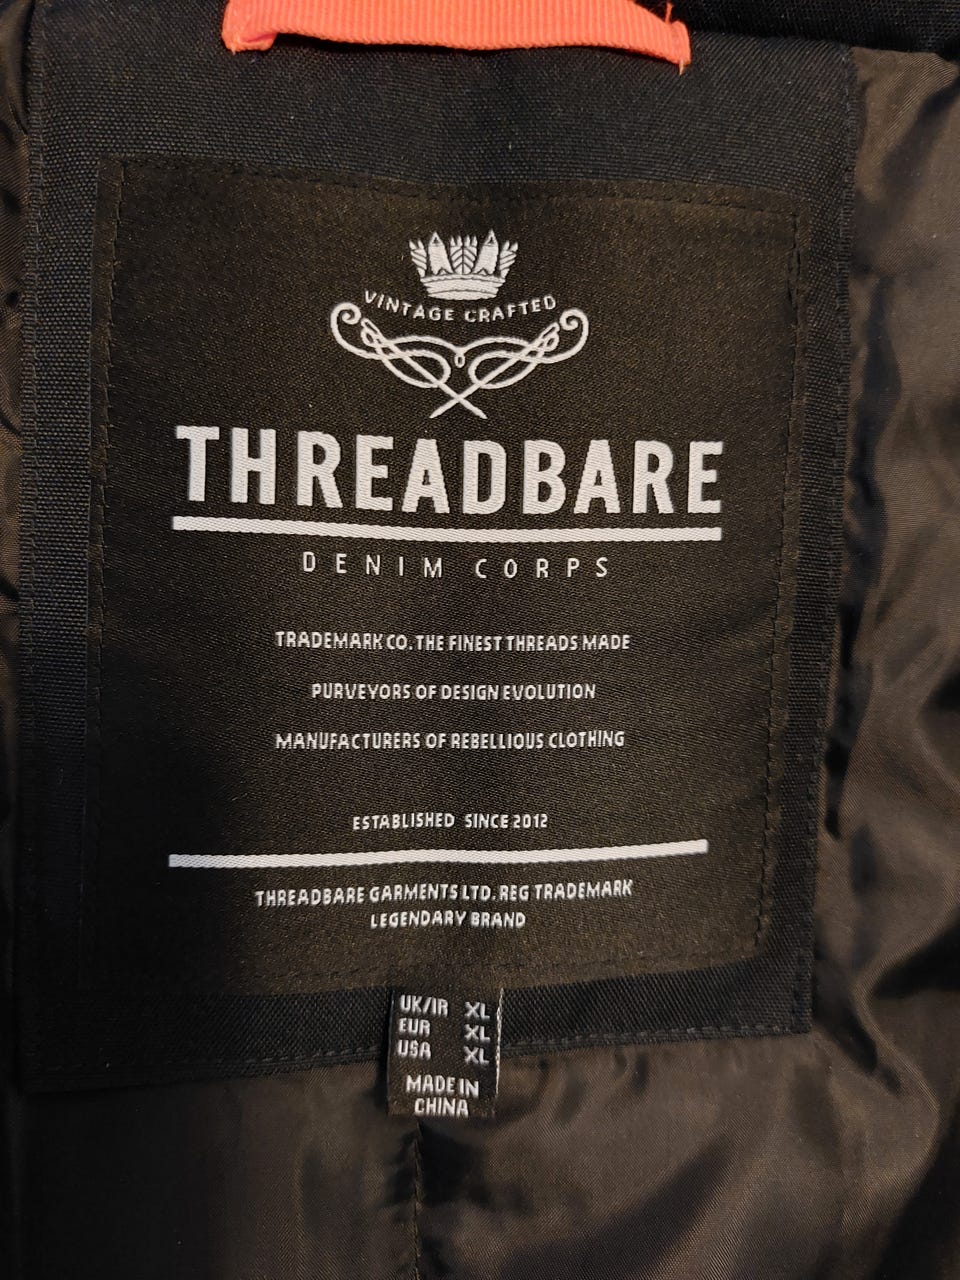 VINTAGE CRAFTED
THREADBARE
DENIM CORPS
TRADEMARK CO. THE FINEST THREADS MADE
PURVEYORS OF DESIGN EVOLUTION
MANUFACTURERS OF REBELLIOUS CLOTHING
ESTABLISHED SINCE 2012
THREADBARE GARMENTS LTD. REG TRADEMARK
LEGENDARY BRAND
UK/IR XL
EUR XL
USA XL
MADE IN
CHINA